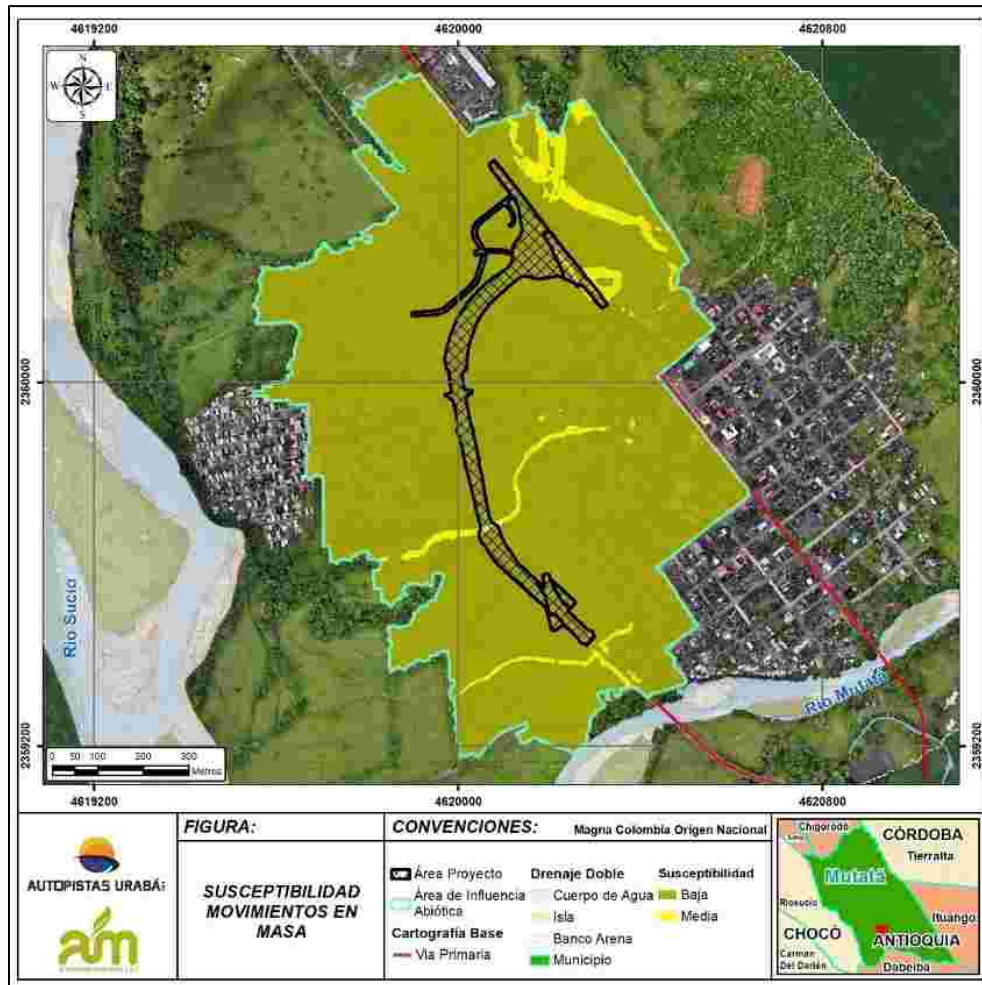 4619200 4620000 4620800
N
W E
S
2360000 2360000
2359200 2359200
Río Sucio
Río Mutatá
0 50 100 200 300
Metros
4619200 4620000 4620800
AUTOPISTAS URABÁ
aim
FIGURA:
SUSCEPTIBILIDAD
MOVIMIENTOS EN
MASA
CONVENCIONES: Magna Colombia Origen Nacional
Área Proyecto
Área de Influencia
Abiótica
Cartografía Base
Vía Primaria
Drenaje Doble
Cuerpo de Agua
Isla
Banco Arena
Municipio
Susceptibilidad
Baja
Media
Chigorodó
CÓRDOBA
Tierralta
Mutatá
Riosucio
Ituango
CHOCÓ
ANTIOQUIA
Carmen
Del Darién
Dabeiba